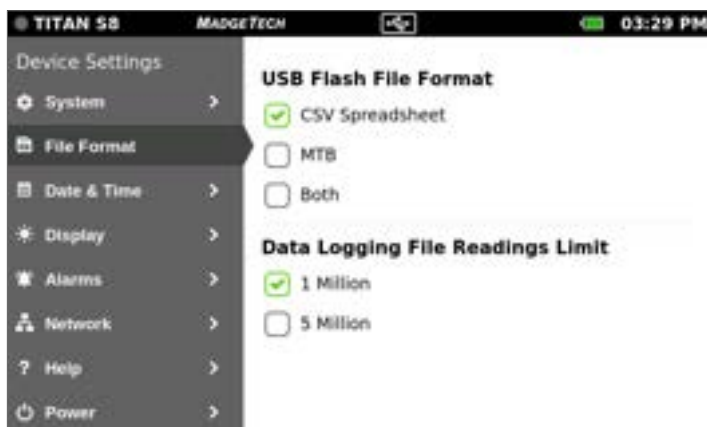 TITAN S8 MADGETECH 03:29 PM
Device Settings
System
File Format
Date & Time
Display
Alarms
Network
Help
Power
USB Flash File Format
CSV Spreadsheet
MTB
Both
Data Logging File Readings Limit
1 Million
5 Million